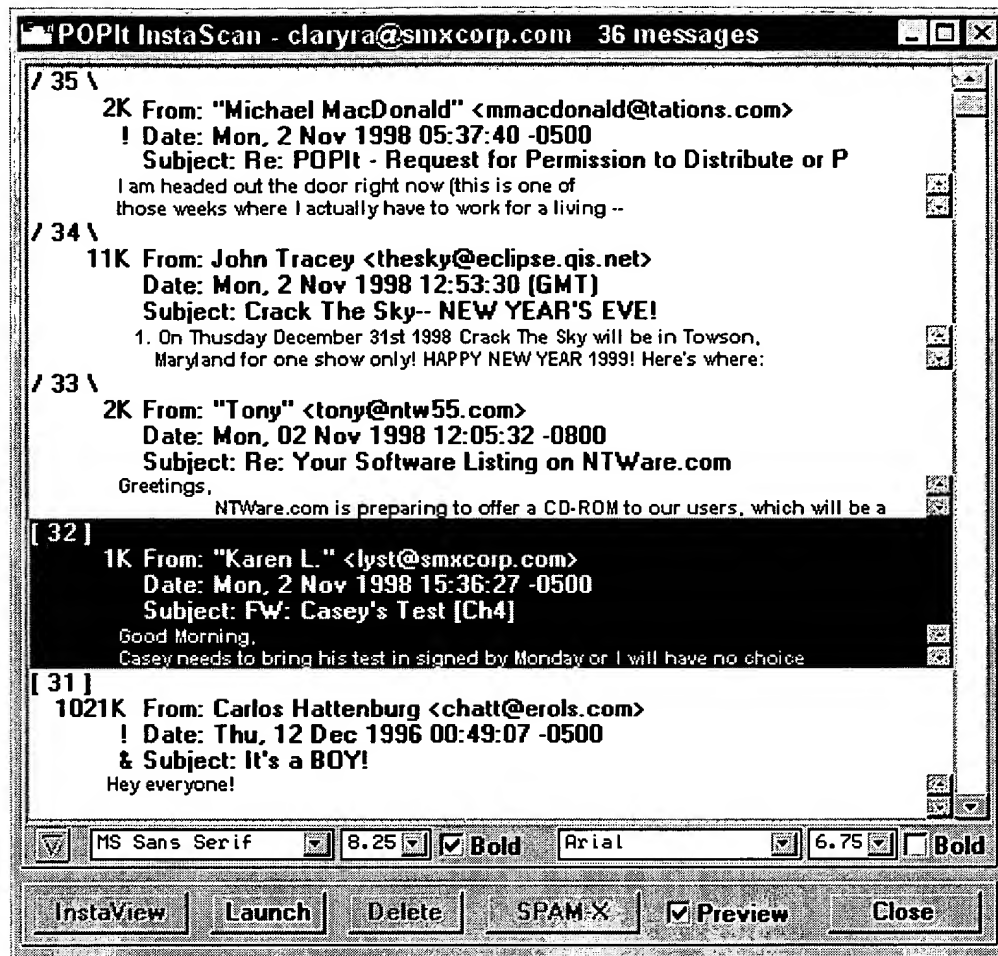 POPIt InstaScan - claryra@smxcorp.com 36 messages
/ 35 \
2K From: "Michael MacDonald" <mmacdonald@tations.com>
! Date: Mon, 2 Nov 1998 05:37:40 -0500
Subject: Re: POPIt - Request for Permission to Distribute or P
I am headed out the door right now (this is one of
those weeks where I actually have to work for a living --
/ 34 \
11K From: John Tracey <thesky@eclipse.qis.net>
Date: Mon, 2 Nov 1998 12:53:30 (GMT)
Subject: Crack The Sky-- NEW YEAR'S EVE!
1. On Thursday December 31st 1998 Crack The Sky will be in Towson,
Maryland for one show only! HAPPY NEW YEAR 1999! Here's where:
/ 33 \
2K From: "Tony" <tony@ntw55.com>
Date: Mon, 02 Nov 1998 12:05:32 -0800
Subject: Re: Your Software Listing on NTWare.com
Greetings,
NTWare.com is preparing to offer a CD-ROM to our users, which will be a
[ 32 ]
1K From: "Karen L." <lyst@smxcorp.com>
Date: Mon, 2 Nov 1998 15:36:27 -0500
Subject: FW: Casey's Test [Ch4]
Good Morning,
Casey needs to bring his test in signed by Monday or I will have no choice
[ 31 ]
1021K From: Carlos Hattenburg <chatt@erols.com>
! Date: Thu, 12 Dec 1996 00:49:07 -0500
& Subject: It's a BOY!
Hey everyone!
MS Sans Serif 8.25 Bold Arial 6.75 Bold
InstaView Launch Delete SPAM-X Preview Close